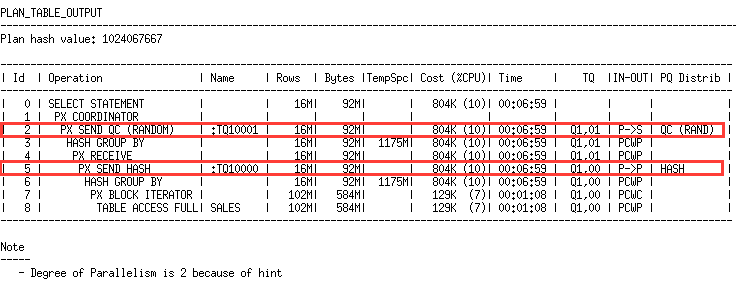 PLAN_TABLE_OUTPUT
--------------------------------------------------------------------------------------------------------------------------
Plan hash value: 1024067667
--------------------------------------------------------------------------------------------------------------------------
| Id | Operation | Name | Rows | Bytes |TempSpc| Cost (%CPU)| Time | TQ |IN-OUT| PQ Distrib |
--------------------------------------------------------------------------------------------------------------------------
| 0 | SELECT STATEMENT | | 16M| 92M| | 804K (10)| 00:06:59 | | | |
| 1 | PX COORDINATOR | | | | | | | | | |
| 2 | PX SEND QC (RANDOM) | :TQ10001 | 16M| 92M| | 804K (10)| 00:06:59 | Q1,01 | P->S | QC (RAND) |
| 3 | HASH GROUP BY | | 16M| 92M| 1175M| 804K (10)| 00:06:59 | Q1,01 | PCWP | |
| 4 | PX RECEIVE | | 16M| 92M| | 804K (10)| 00:06:59 | Q1,01 | PCWP | |
| 5 | PX SEND HASH | :TQ10000 | 16M| 92M| | 804K (10)| 00:06:59 | Q1,00 | P->P | HASH |
| 6 | HASH GROUP BY | | 16M| 92M| 1175M| 804K (10)| 00:06:59 | Q1,00 | PCWP | |
| 7 | PX BLOCK ITERATOR | | 102M| 584M| | 129K (7)| 00:01:08 | Q1,00 | PCWC | |
| 8 | TABLE ACCESS FULL| SALES | 102M| 584M| | 129K (7)| 00:01:08 | Q1,00 | PCWP | |
--------------------------------------------------------------------------------------------------------------------------
Note
-----
- Degree of Parallelism is 2 because of hint